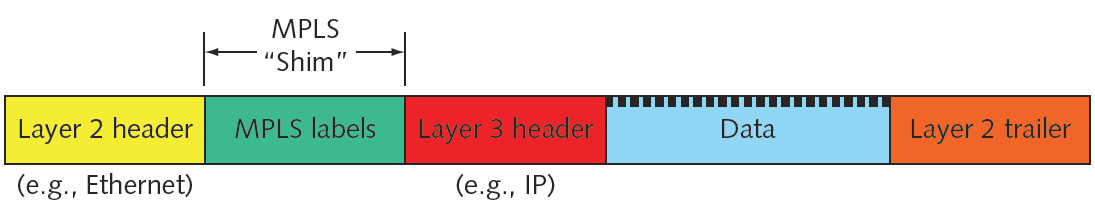 MPLS
“Shim”
Layer 2 header
MPLS labels
Layer 3 header
Data
Layer 2 trailer
(e.g., Ethernet)
(e.g., IP)